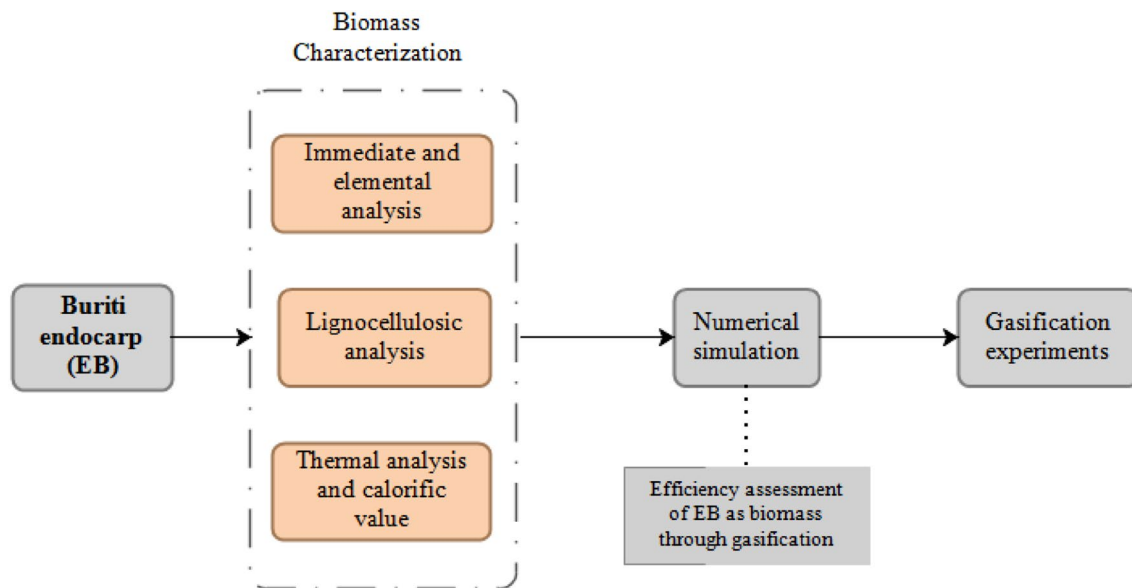 Biomass
Characterization
Immediate and
elemental
analysis
Buriti
endocarp
(EB)
Lignocellulosic
analysis
Numerical
simulation
Gasification
experiments
Thermal analysis
and calorific
value
Efficiency assessment
of EB as biomass
through gasification